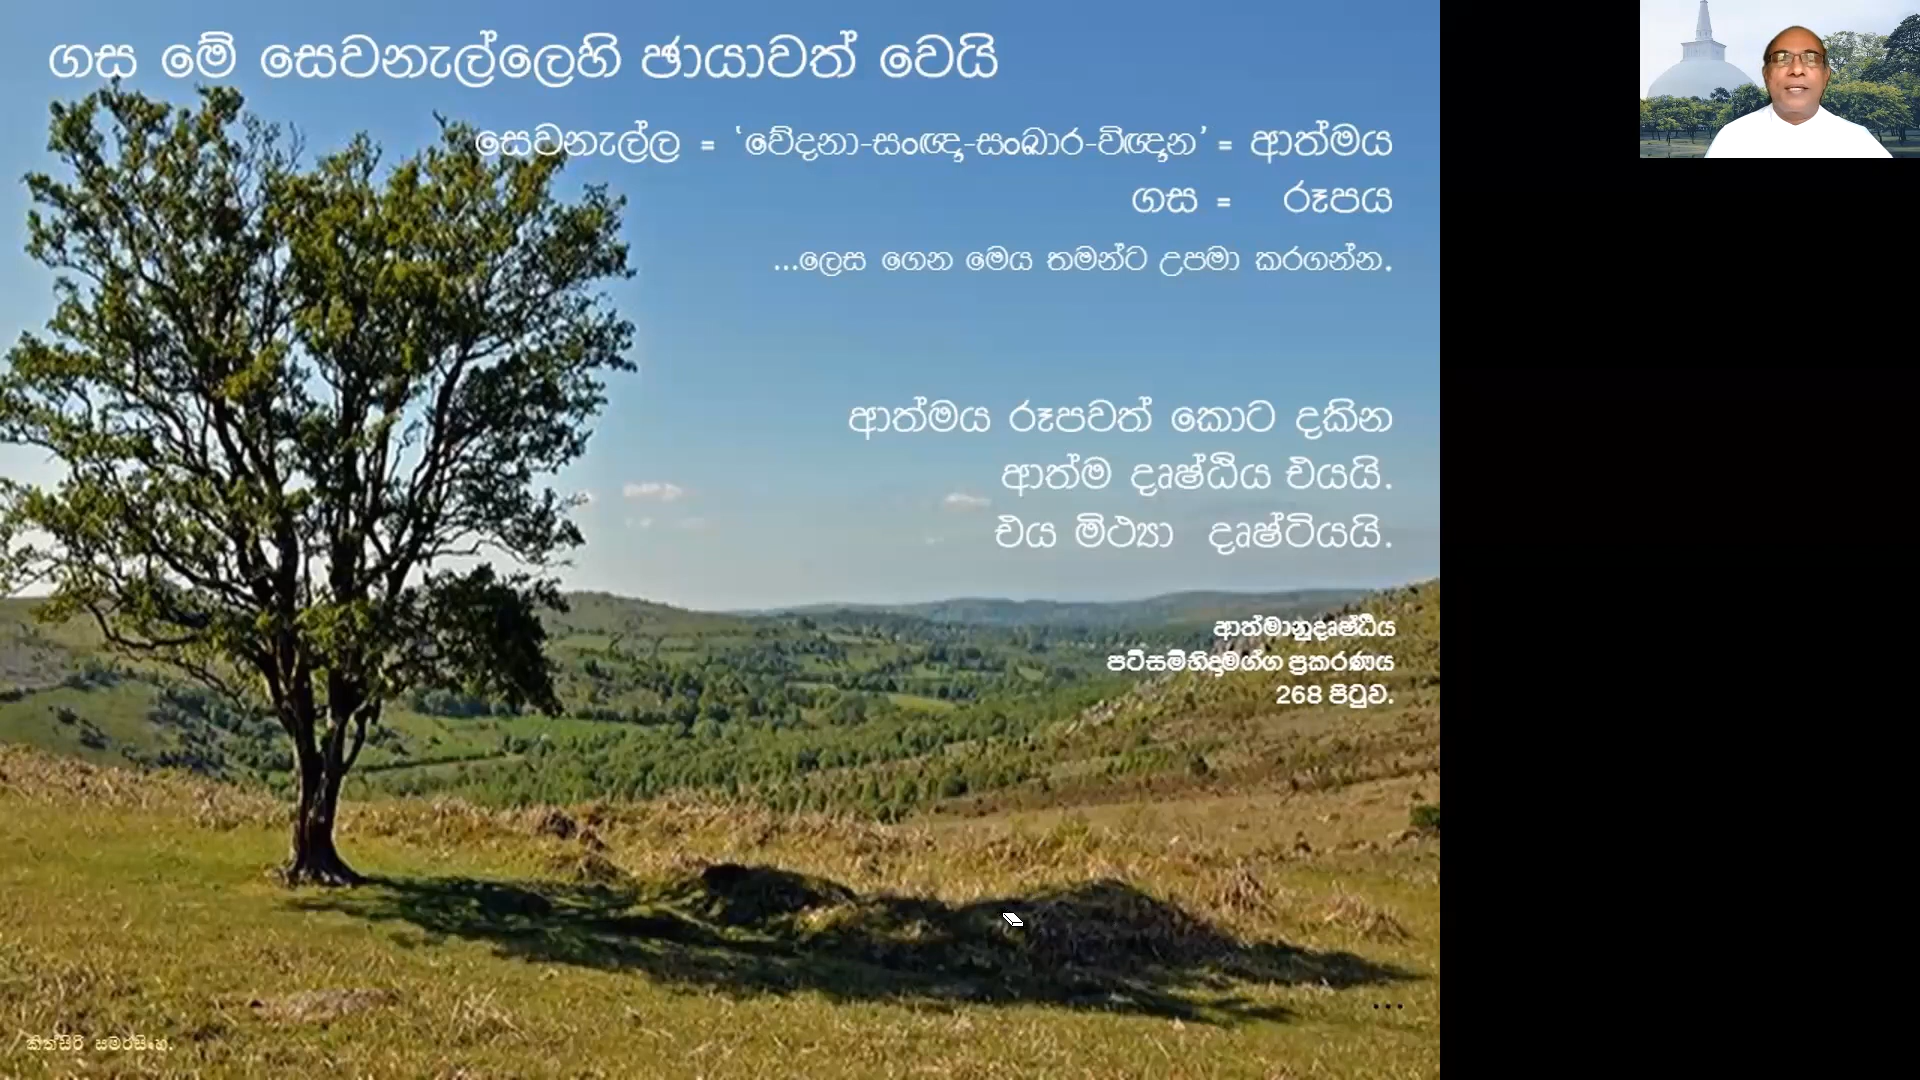 ගස මේ සෙවනැල්ලෙහි ඡායාවත් වෙයි
සෙවනැල්ල = 'වේදනා-සංඥා-සංඛාර-විඥාන' = ආත්මය
ගස = රූපය
...ලෙස ගෙන මෙය තමන්ට උපමා කරගන්න.
ආත්මය රූපවත් කොට දකින
ආත්ම දෘෂ්ඨිය එයයි.
එය මිථ්‍යා දෘෂ්ටියයි.
ආත්මානුදෘෂ්ඨිය
පටිසම්භිදාමග්ග ප්‍රකරණය
268 පිටුව.
...
කිත්සිරි සමරසිංහ.